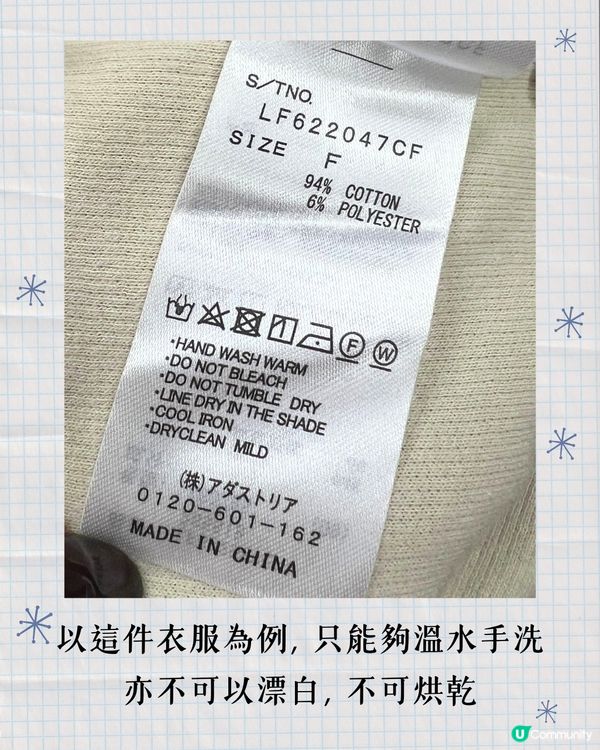 S/TNO.
LF622047CF
SIZE F
94% COTTON
6% POLYESTER
F W
・HAND WASH WARM
・DO NOT BLEACH
・DO NOT TUMBLE DRY
・LINE DRY IN THE SHADE
・COOL IRON
・DRYCLEAN MILD
(株)アダストリア
0120-601-162
MADE IN CHINA
以這件衣服為例, 只能夠溫水手洗
亦不可以漂白, 不可烘乾
U Community